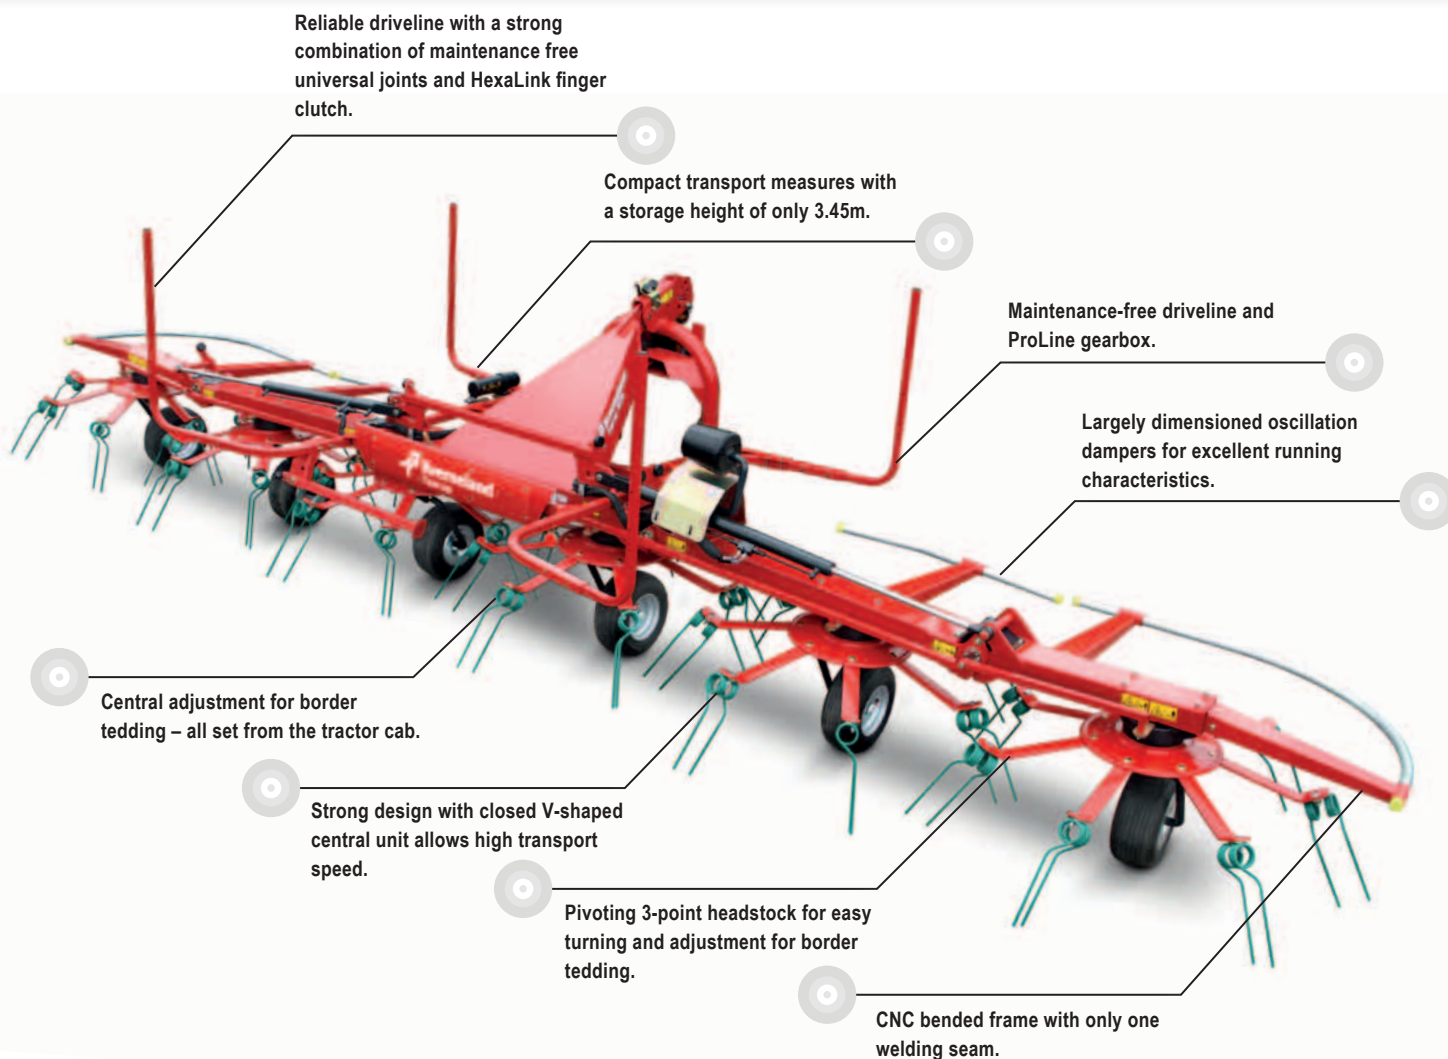 Reliable driveline with a strong
combination of maintenance free
universal joints and HexaLink finger
clutch.
Compact transport measures with
a storage height of only 3.45m.
Maintenance-free driveline and
ProLine gearbox.
Largely dimensioned oscillation
dampers for excellent running
characteristics.
Kverneland
Central adjustment for border
tedding – all set from the tractor cab.
Strong design with closed V-shaped
central unit allows high transport
speed.
Pivoting 3-point headstock for easy
turning and adjustment for border
tedding.
CNC bended frame with only one
welding seam.